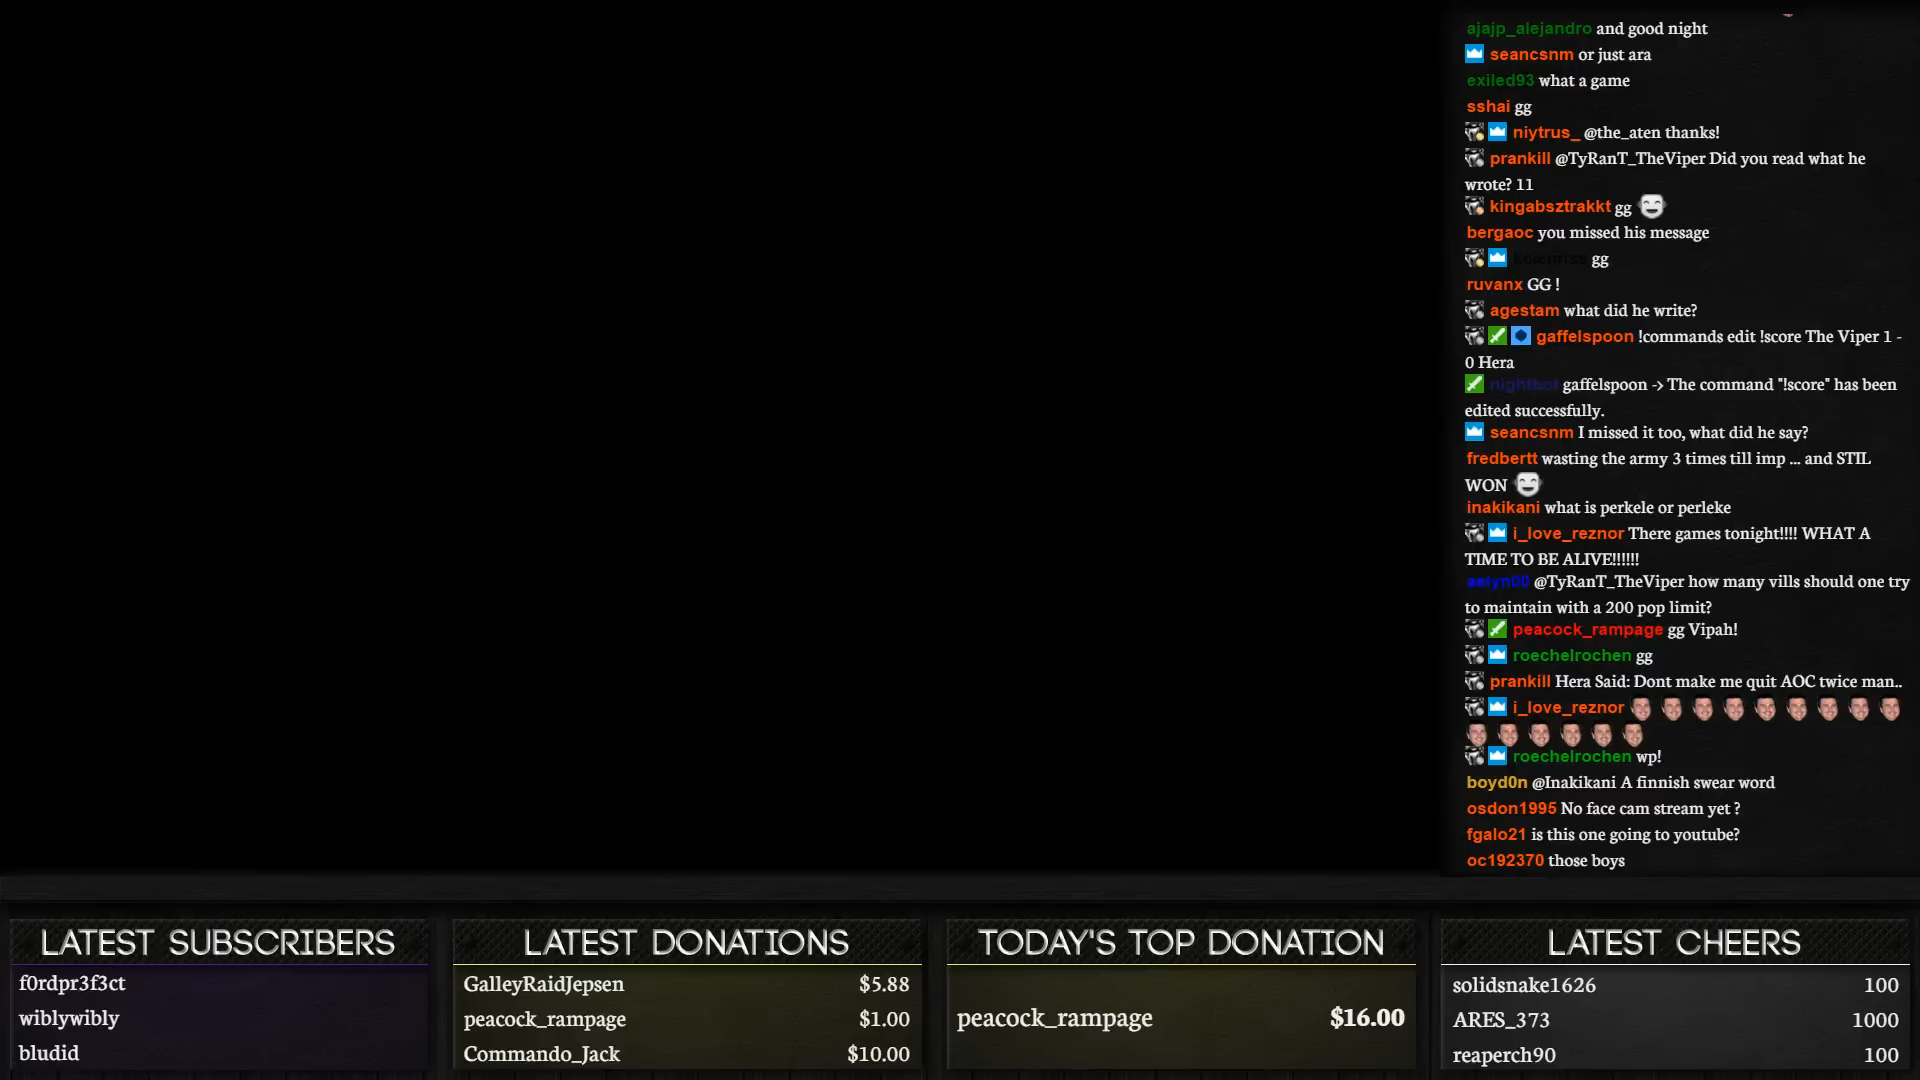 ajajp_alejandro and good night
seancsnm or just ara
exiled93 what a game
sshai gg
niytrus_ @the_aten thanks!
prankill @TyRanT_TheViper Did you read what he
wrote? 11
kingabsztrakkt gg
bergaoc you missed his message
gg
ruvanx GG !
agestam what did he write?
gaffelspoon !commands edit !score The Viper 1 -
0 Hera
nightbot gaffelspoon -> The command "!score" has been
edited successfully.
seancsnm I missed it too, what did he say?
fredbertt wasting the army 3 times till imp ... and STIL
WON
inakikani what is perkele or perleke
i_love_reznor There games tonight!!!! WHAT A
TIME TO BE ALIVE!!!!!!
aelyn00 @TyRanT_TheViper how many vills should one try
to maintain with a 200 pop limit?
peacock_rampage gg Vipah!
roechelrochen gg
prankill Hera Said: Dont make me quit AOC twice man..
i_love_reznor
roechelrochen wp!
boyd0n @Inakikani A finnish swear word
osdon1995 No face cam stream yet ?
fgalo21 is this one going to youtube?
oc192370 those boys
LATEST SUBSCRIBERS
f0rdpr3f3ct
wiblywibly
bludid
LATEST DONATIONS
GalleyRaidJepsen $5.88
peacock_rampage $1.00
Commando_Jack $10.00
TODAY'S TOP DONATION
peacock_rampage $16.00
LATEST CHEERS
solidsnake1626 100
ARES_373 1000
reaperch90 100